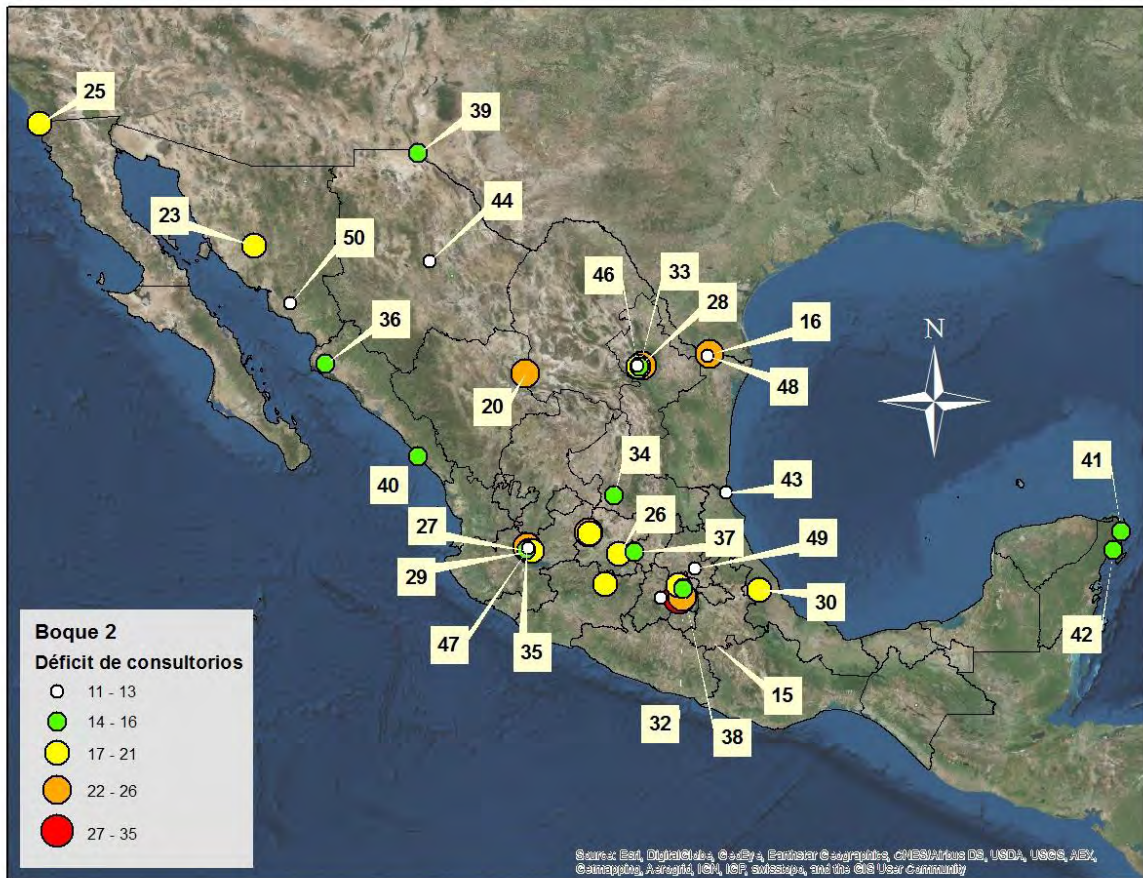 25
39
23
44
50
46
33
28
16
36
N
48
20
34
41
40
43
27
26
37
49
29
30
42
47
35
15
32
38
Boque 2
Déficit de consultorios
11 - 13
14 - 16
17 - 21
22 - 26
27 - 35
Source: Esri, DigitalGlobe, GeoEye, Earthstar Geographics, CNES/Airbus DS, USDA, USGS, AEX,
Getmapping, Aerogrid, IGN, IGP, swisstopo, and the GIS User Community